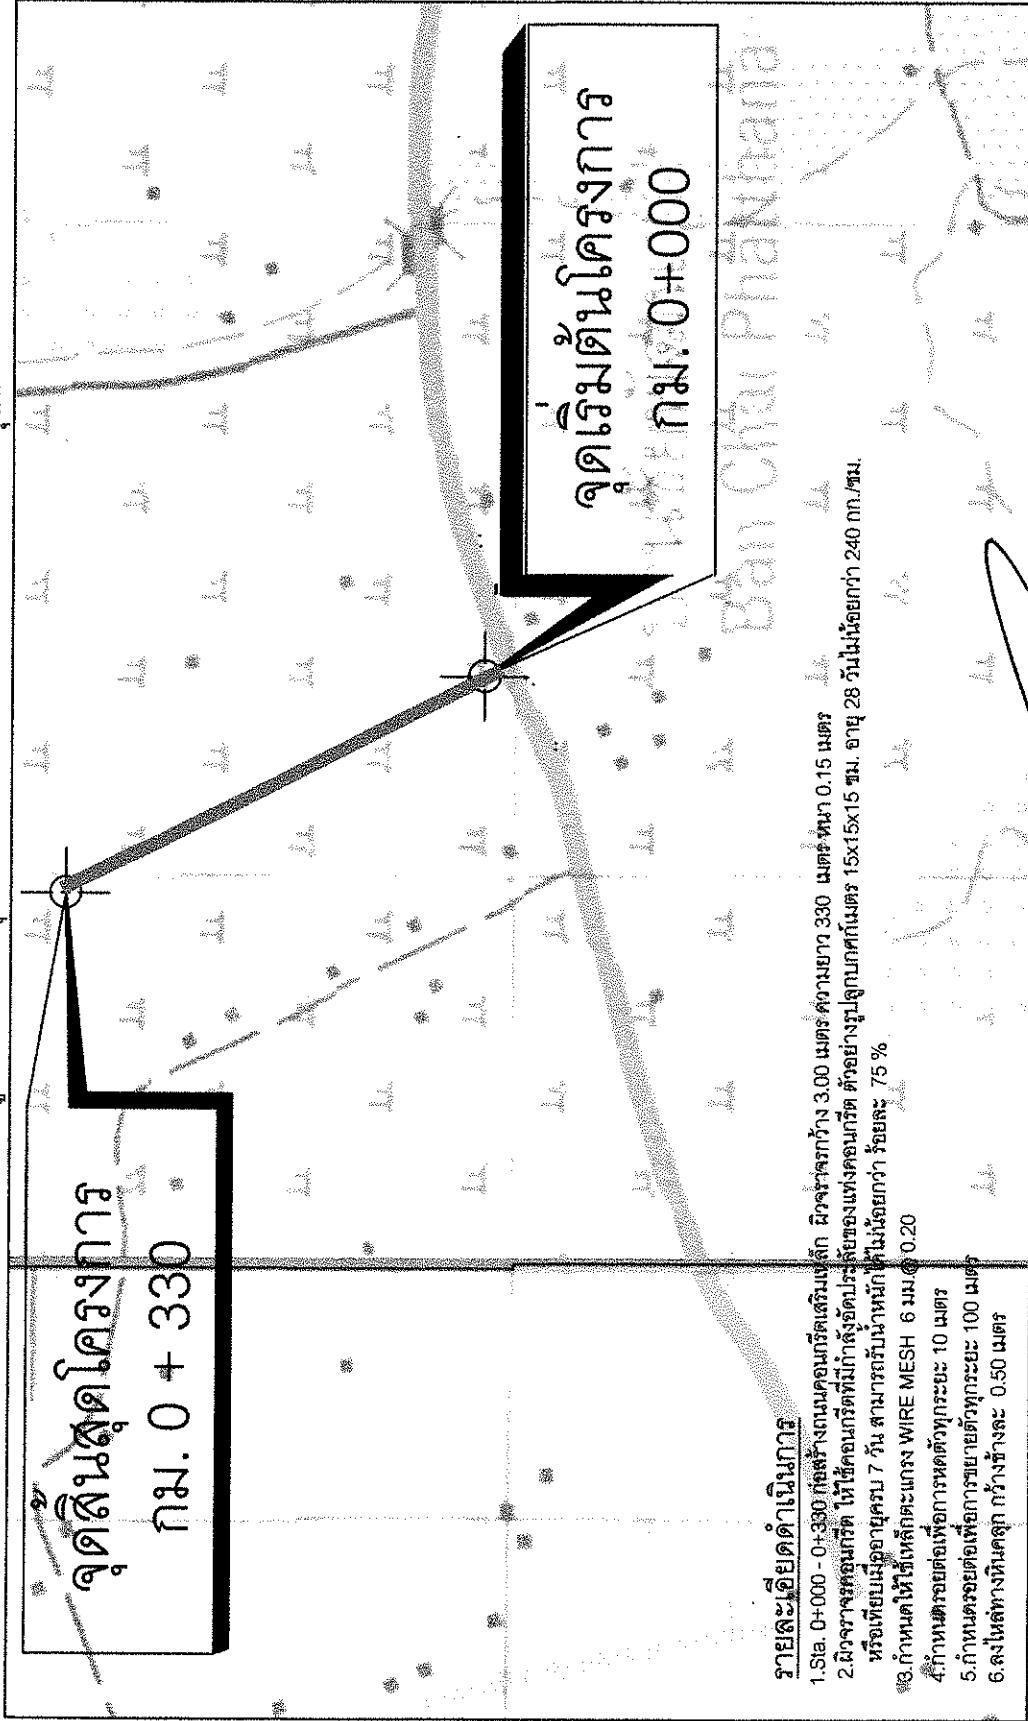 จุดสิ้นสุดโครงการ
กม. 0 + 330
จุดเริ่มต้นโครงการ
กม. 0+000
Ban Chai Phanhana
รายละเอียดดำเนินการ
1.Sta. 0+000 - 0+330 ก่อสร้างถนนคอนกรีตเสริมเหล็ก ผิวจราจรกว้าง 3.00 เมตร ความยาว 330 เมตร หนา 0.15 เมตร
2.ผิวจราจรคอนกรีต ให้ใช้คอนกรีตที่มีกำลังอัดประลัยของแท่งคอนกรีต ตัวอย่างรูปลูกบาศก์เมตร 15x15x15 ซม. อายุ 28 วันไม่น้อยกว่า 240 กก./ซม.
หรือเทียบเมื่ออายุครบ 7 วัน สามารถรับน้ำหนักได้ไม่น้อยกว่า ร้อยละ 75 %
3.กำหนดให้ใช้เหล็กตะแกรง WIRE MESH 6 มม.@ 0.20
4.กำหนดรอยต่อเพื่อการหดตัวทุกระยะ 10 เมตร
5.กำหนดรอยต่อเพื่อการขยายตัวทุกระยะ 100 เมตร
6.ลงไหล่ทางหินคลุก กว้างข้างละ 0.50 เมตร